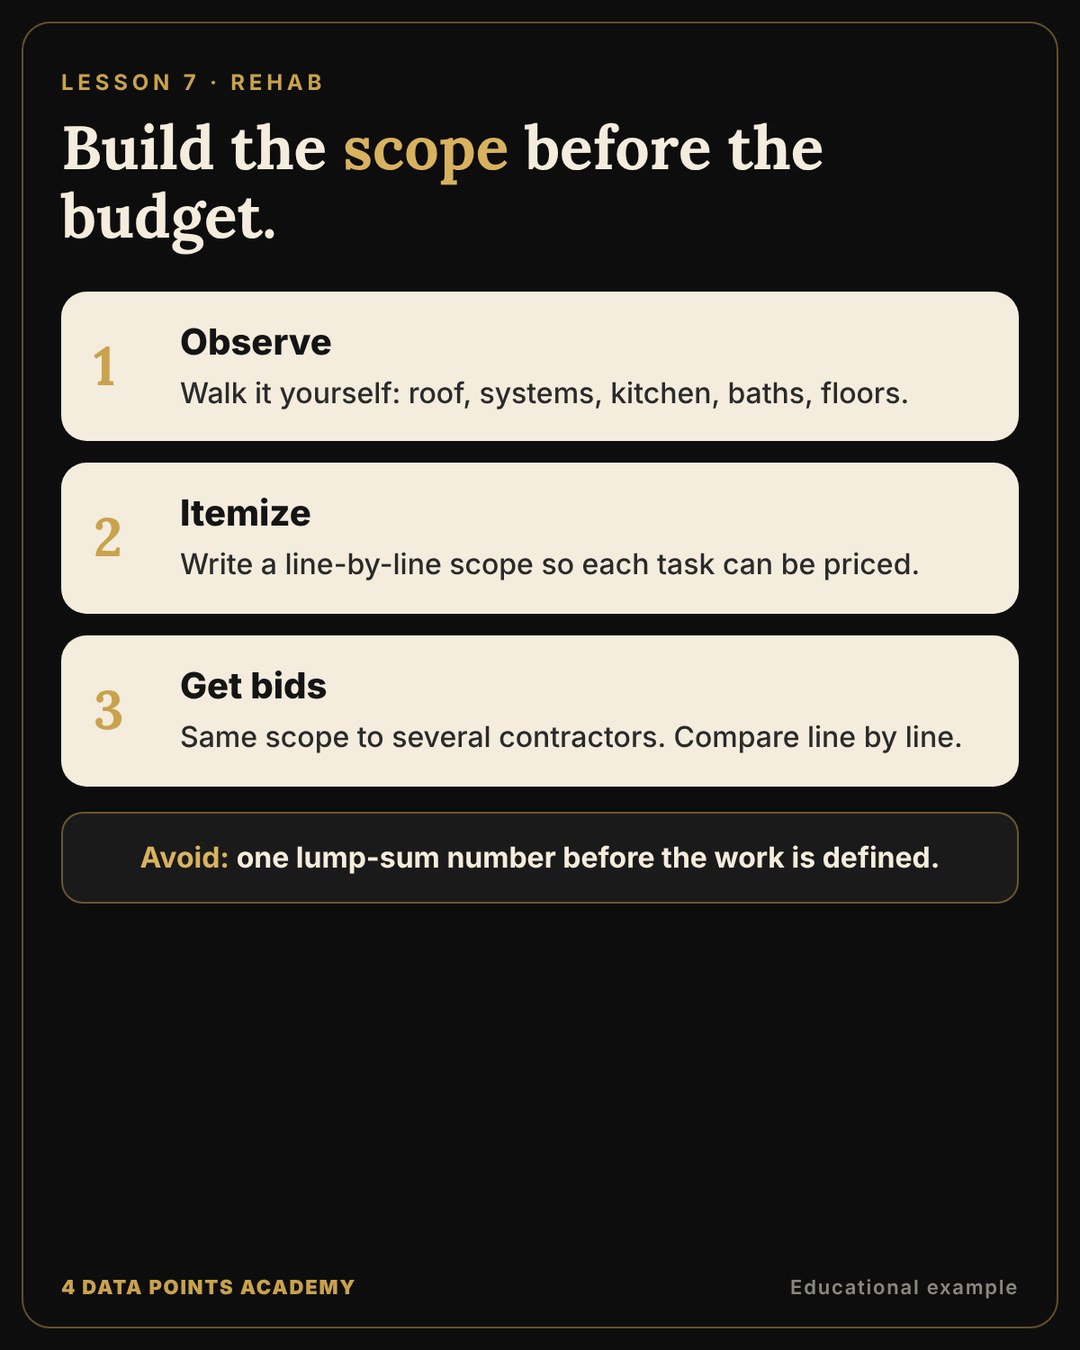 LESSON 7 · REHAB
Build the scope before the
budget.
1
Observe
Walk it yourself: roof, systems, kitchen, baths, floors.
2
Itemize
Write a line-by-line scope so each task can be priced.
3
Get bids
Same scope to several contractors. Compare line by line.
Avoid: one lump-sum number before the work is defined.
4 DATA POINTS ACADEMY
Educational example